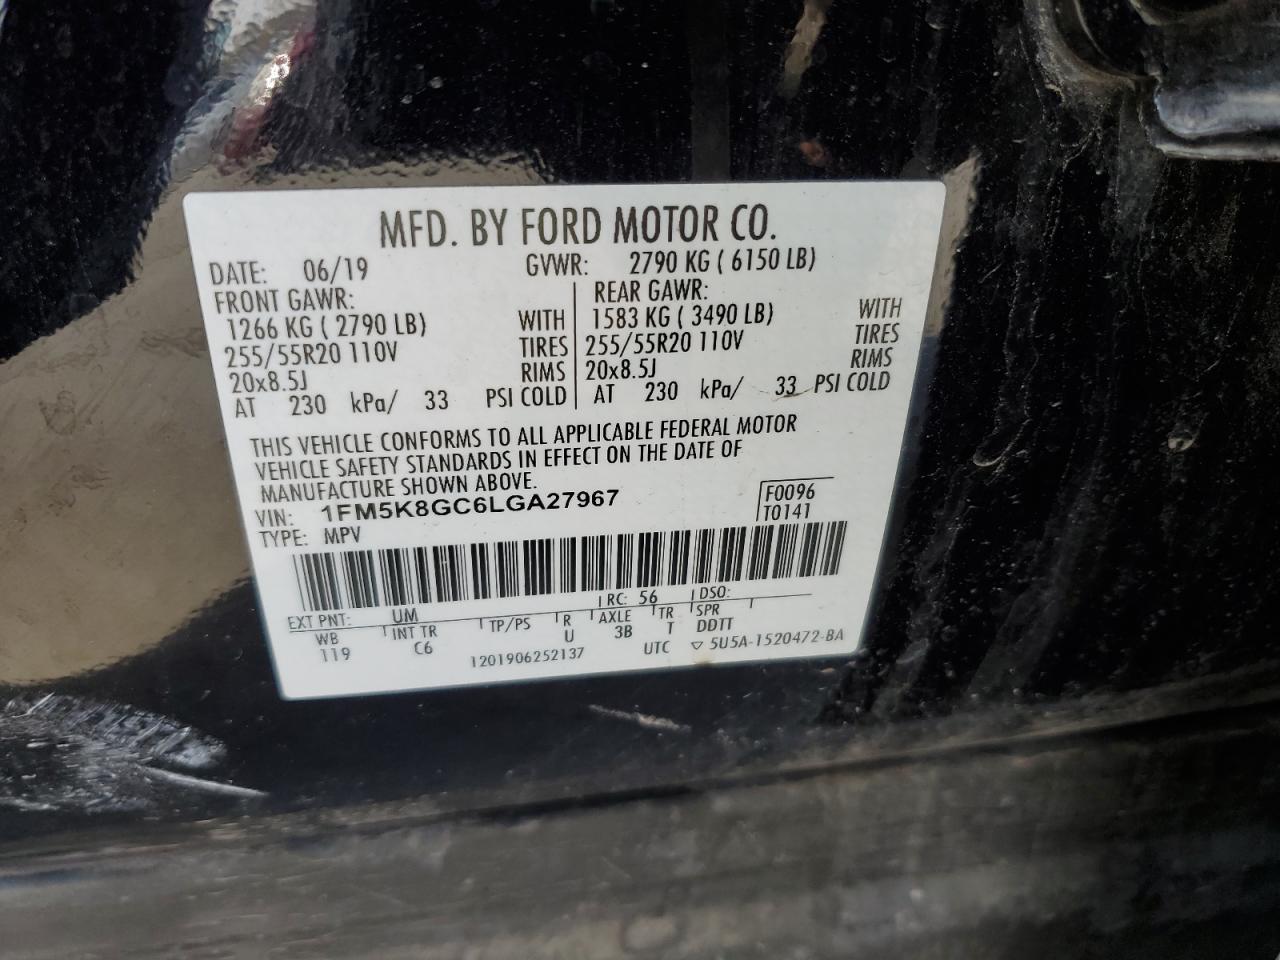 MFD. BY FORD MOTOR CO.
DATE: 06/19 GVWR: 2790 KG ( 6150 LB)
FRONT GAWR: REAR GAWR:
1266 KG ( 2790 LB) WITH 1583 KG ( 3490 LB) WITH
255/55R20 110V TIRES 255/55R20 110V TIRES
20x8.5J RIMS 20x8.5J RIMS
AT 230 kPa/ 33 PSI COLD AT 230 kPa/ 33 PSI COLD
THIS VEHICLE CONFORMS TO ALL APPLICABLE FEDERAL MOTOR
VEHICLE SAFETY STANDARDS IN EFFECT ON THE DATE OF
MANUFACTURE SHOWN ABOVE.
VIN: 1FM5K8GC6LGA27967 F0096
TYPE: MPV T0141
EXT PNT: UM RC: 56 DSO:
WB INT TR TP/PS R AXLE TR SPR
119 C6 U 3B T DDTT
1201906252137 UTC ▽ 5U5A-1520472-BA